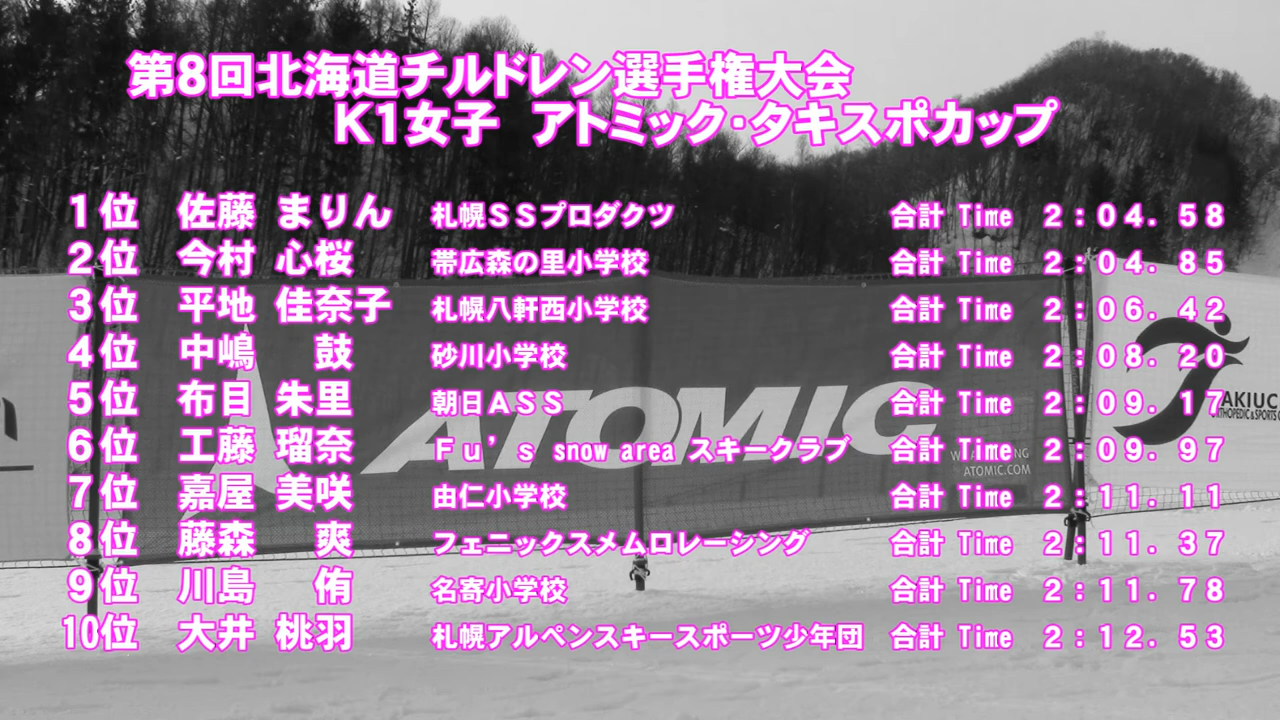 第8回北海道チルドレン選手権大会
K1女子　アトミック・タキスポカップ
1位　佐藤 まりん　札幌ＳＳプロダクツ　合計 Time　２：０４．５８
2位　今村 心桜　帯広森の里小学校　合計 Time　２：０４．８５
3位　平地 佳奈子　札幌八軒西小学校　合計 Time　２：０６．４２
4位　中嶋　鼓　砂川小学校　合計 Time　２：０８．２０
5位　布目 朱里　朝日ＡＳＳ　合計 Time　２：０９．１７
6位　工藤 瑠奈　Ｆｕ’ｓ snow area スキークラブ　合計 Time　２：０９．９７
7位　嘉屋 美咲　由仁小学校　合計 Time　２：１１．１１
8位　藤森　爽　フェニックスメムロレーシング　合計 Time　２：１１．３７
9位　川島　侑　名寄小学校　合計 Time　２：１１．７８
10位　大井 桃羽　札幌アルペンスキースポーツ少年団　合計 Time　２：１２．５３
ATOMIC
ATOMIC.COM